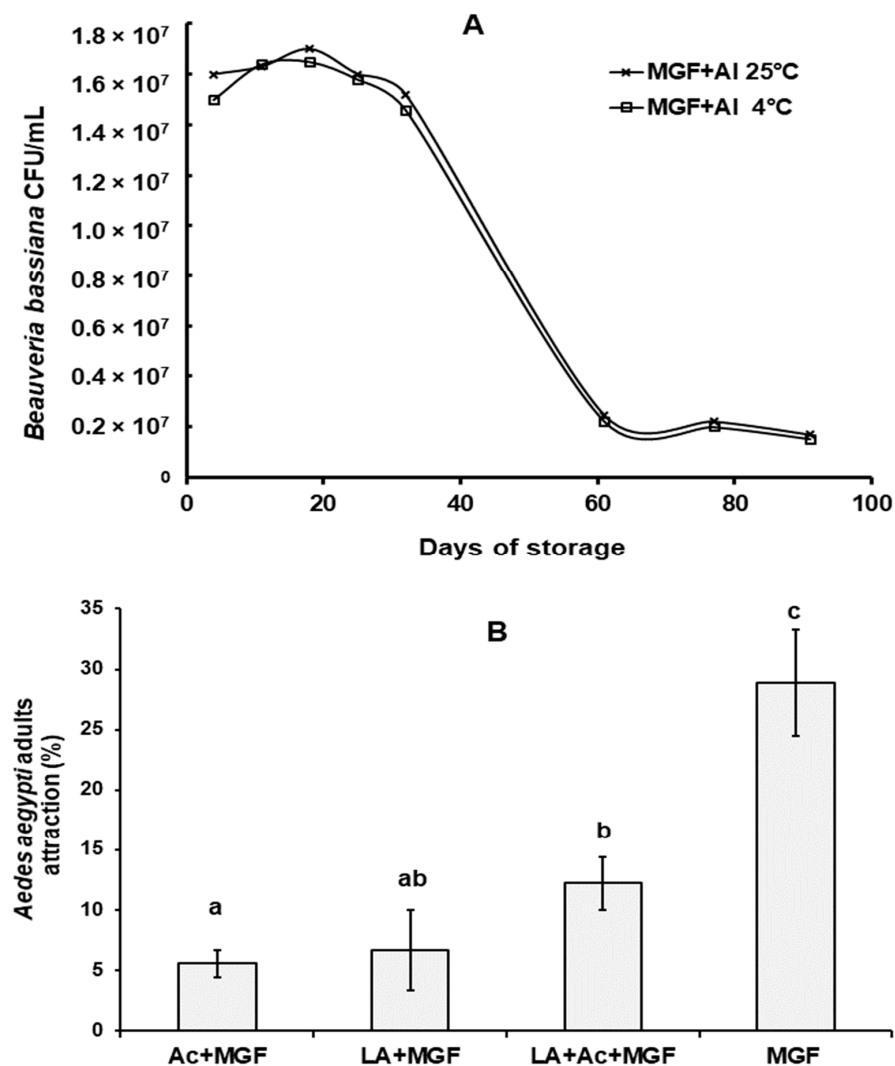 A
Beauveria bassiana CFU/mL
1.8 × 10⁷
1.6 × 10⁷
1.4 × 10⁷
1.2 × 10⁷
1.0 × 10⁷
0.8 × 10⁷
0.6 × 10⁷
0.4 × 10⁷
0.2 × 10⁷
0
MGF+AI 25°C
MGF+AI 4°C
0 20 40 60 80 100
Days of storage
B
Aedes aegypti adults
attraction (%)
35
30
25
20
15
10
5
0
a
ab
b
c
Ac+MGF LA+MGF LA+Ac+MGF MGF